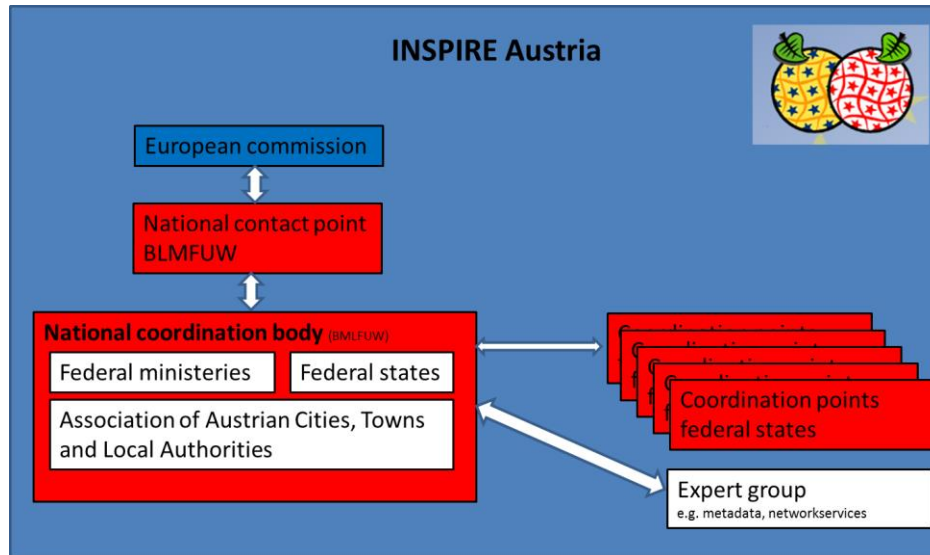 INSPIRE Austria
European commission
National contact point
BLMFUW
National coordination body (BMLFUW)
Federal ministeries
Federal states
Association of Austrian Cities, Towns
and Local Authorities
Coordination points
federal states
Expert group
e.g. metadata, networkservices